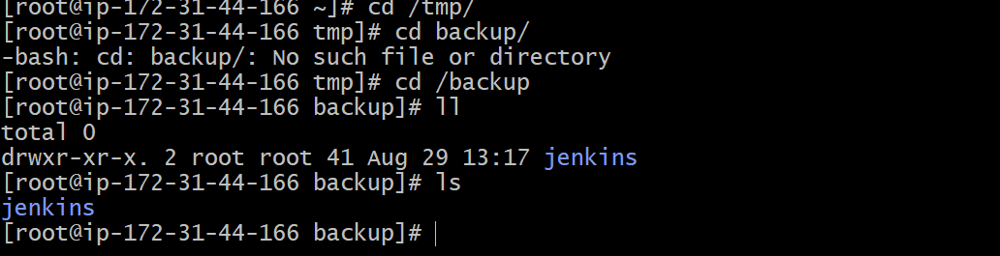 [root@ip-172-31-44-166 ~]# cd /tmp/
[root@ip-172-31-44-166 tmp]# cd backup/
-bash: cd: backup/: No such file or directory
[root@ip-172-31-44-166 tmp]# cd /backup
[root@ip-172-31-44-166 backup]# ll
total 0
drwxr-xr-x. 2 root root 41 Aug 29 13:17 jenkins
[root@ip-172-31-44-166 backup]# ls
jenkins
[root@ip-172-31-44-166 backup]#